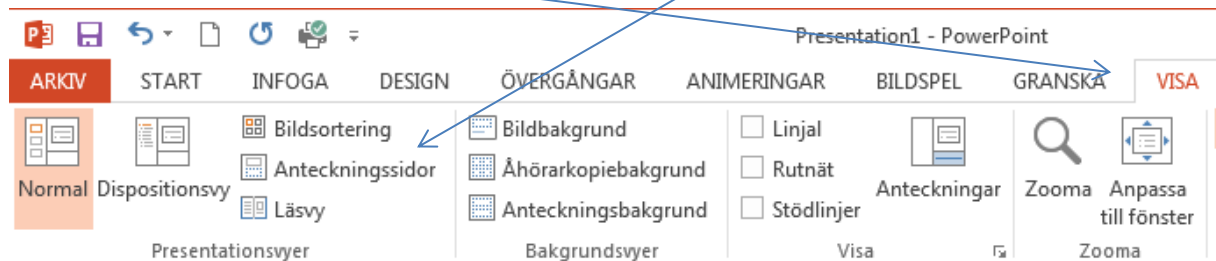 Presentation1 - PowerPoint
ARKIV START INFOGA DESIGN ÖVERGÅNGAR ANIMERINGAR BILDSPEL GRANSKA VISA
Normal
Dispositionsvy
Bildsortering
Anteckningssidor
Läsvy
Presentationsvyer
Bildbakgrund
Åhörarkopiebakgrund
Anteckningsbakgrund
Bakgrundsvyer
Linjal
Rutnät
Stödlinjer
Anteckningar
Visa
Zooma
Anpassa
till fönster
Zooma